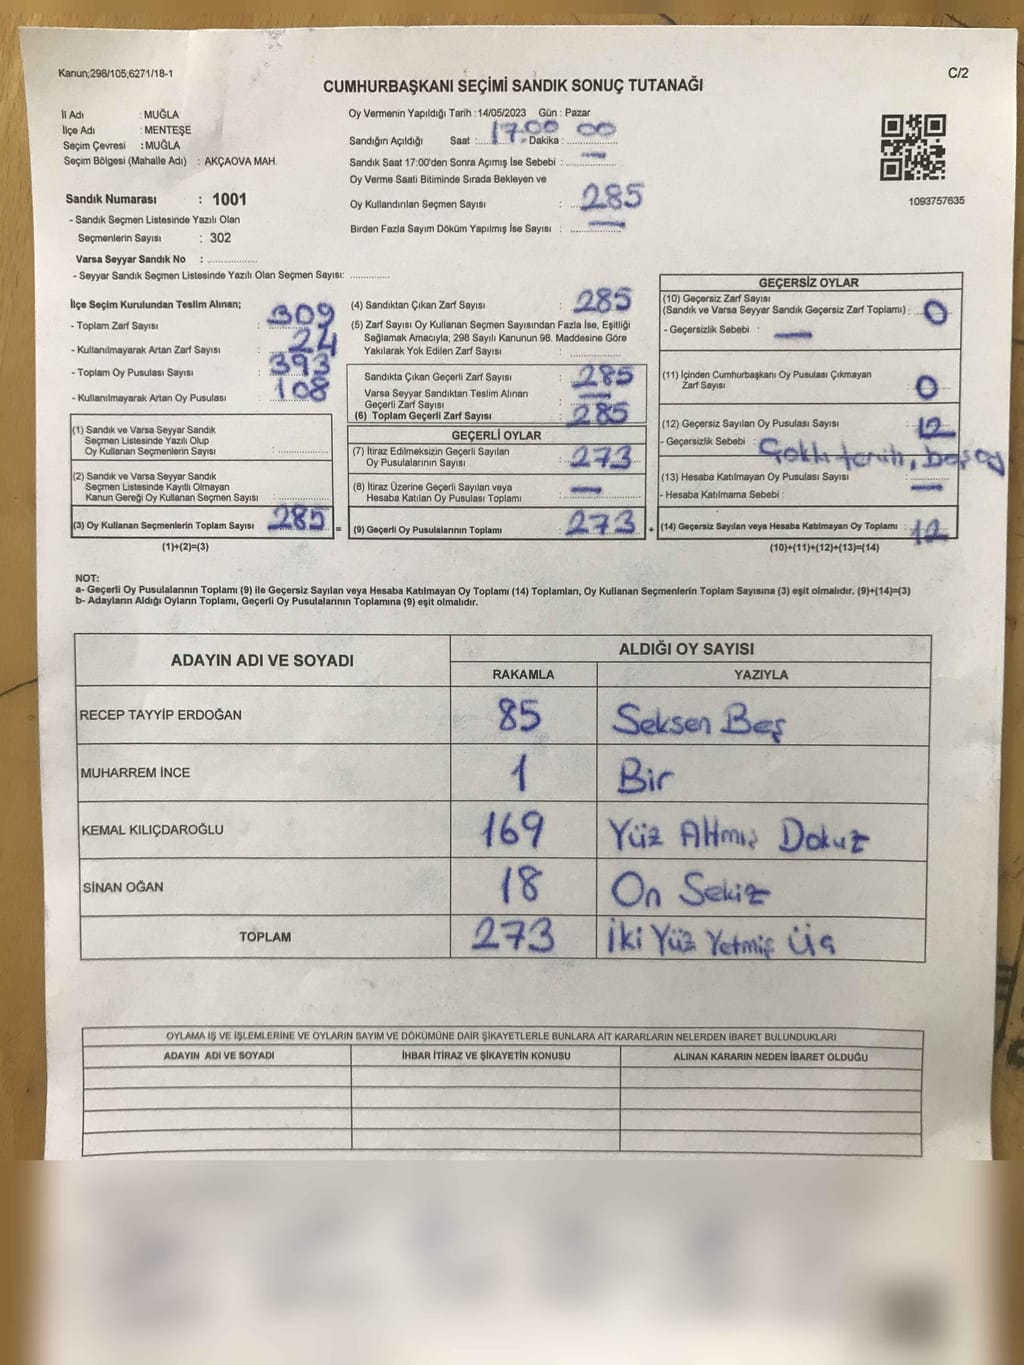 Kanun;298/105;6271/18-1
C/2
CUMHURBAŞKANI SEÇİMİ SANDIK SONUÇ TUTANAĞI
İl Adı : MUĞLA
İlçe Adı : MENTEŞE
Seçim Çevresi : MUĞLA
Seçim Bölgesi (Mahalle Adı) : AKÇAOVA MAH.
Sandık Numarası : 1001
- Sandık Seçmen Listesinde Yazılı Olan
Seçmenlerin Sayısı : 302
Varsa Seyyar Sandık No : ..............
- Seyyar Sandık Seçmen Listesinde Yazılı Olan Seçmen Sayısı: ............
Oy Vermenin Yapıldığı Tarih : 14/05/2023 Gün : Pazar
Sandığın Açıldığı Saat : 17.00 Dakika : 00
Sandık Saat 17:00'den Sonra Açımış İse Sebebi : —
Oy Verme Saati Bitiminde Sırada Bekleyen ve
Oy Kullandırılan Seçmen Sayısı : 285
Birden Fazla Sayım Döküm Yapılmış İse Sayısı : —
1093757635
İlçe Seçim Kurulundan Teslim Alınan;
- Toplam Zarf Sayısı : 309
- Kullanılmayarak Artan Zarf Sayısı : 24
- Toplam Oy Pusulası Sayısı : 393
- Kullanılmayarak Artan Oy Pusulası : 108
(1) Sandık ve Varsa Seyyar Sandık
Seçmen Listesinde Yazılı Olup
Oy Kullanan Seçmenlerin Sayısı : ..............
(2) Sandık ve Varsa Seyyar Sandık
Seçmen Listesinde Kayıtlı Olmayan
Kanun Gereği Oy Kullanan Seçmen Sayısı : ..............
(3) Oy Kullanan Seçmenlerin Toplam Sayısı : 285 =
(1)+(2)=(3)
(4) Sandıktan Çıkan Zarf Sayısı : 285
(5) Zarf Sayısı Oy Kullanan Seçmen Sayısından Fazla İse, Eşitliği
Sağlamak Amacıyla; 298 Sayılı Kanunun 98. Maddesine Göre
Yakılarak Yok Edilen Zarf Sayısı : ..............
Sandıkta Çıkan Geçerli Zarf Sayısı : 285
Varsa Seyyar Sandıktan Teslim Alınan
Geçerli Zarf Sayısı : —
(6) Toplam Geçerli Zarf Sayısı : 285
GEÇERLİ OYLAR
(7) İtiraz Edilmeksizin Geçerli Sayılan
Oy Pusulalarının Sayısı : 273
(8) İtiraz Üzerine Geçerli Sayılan veya
Hesaba Katılan Oy Pusulası Toplamı : —
(9) Geçerli Oy Pusulalarının Toplamı : 273 +
GEÇERSİZ OYLAR
(10) Geçersiz Zarf Sayısı
(Sandık ve Varsa Seyyar Sandık Geçersiz Zarf Toplamı) : 0
- Geçersizlik Sebebi : —
(11) İçinden Cumhurbaşkanı Oy Pusulası Çıkmayan
Zarf Sayısı : 0
(12) Geçersiz Sayılan Oy Pusulası Sayısı : 12
- Geçersizlik Sebebi : Çoklu tercih, boş oy
(13) Hesaba Katılmayan Oy Pusulası Sayısı : —
- Hesaba Katılmama Sebebi :
(14) Geçersiz Sayılan veya Hesaba Katılmayan Oy Toplamı : 12
(10)+(11)+(12)+(13)=(14)
NOT:
a- Geçerli Oy Pusulalarının Toplamı (9) ile Geçersiz Sayılan veya Hesaba Katılmayan Oy Toplamı (14) Toplamları, Oy Kullanan Seçmenlerin Toplam Sayısına (3) eşit olmalıdır. (9)+(14)=(3)
b- Adayların Aldığı Oyların Toplamı, Geçerli Oy Pusulalarının Toplamına (9) eşit olmalıdır.
ADAYIN ADI VE SOYADI ALDIĞI OY SAYISI
RAKAMLA YAZIYLA
RECEP TAYYİP ERDOĞAN 85 Seksen Beş
MUHARREM İNCE 1 Bir
KEMAL KILIÇDAROĞLU 169 Yüz Altmış Dokuz
SİNAN OĞAN 18 On Sekiz
TOPLAM 273 İki Yüz Yetmiş Üç
OYLAMA İŞ VE İŞLEMLERİNE VE OYLARIN SAYIM VE DÖKÜMÜNE DAİR ŞİKAYETLERLE BUNLARA AİT KARARLARIN NELERDEN İBARET BULUNDUKLARI
ADAYIN ADI VE SOYADI İHBAR İTİRAZ VE ŞİKAYETİN KONUSU ALINAN KARARIN NEDEN İBARET OLDUĞU